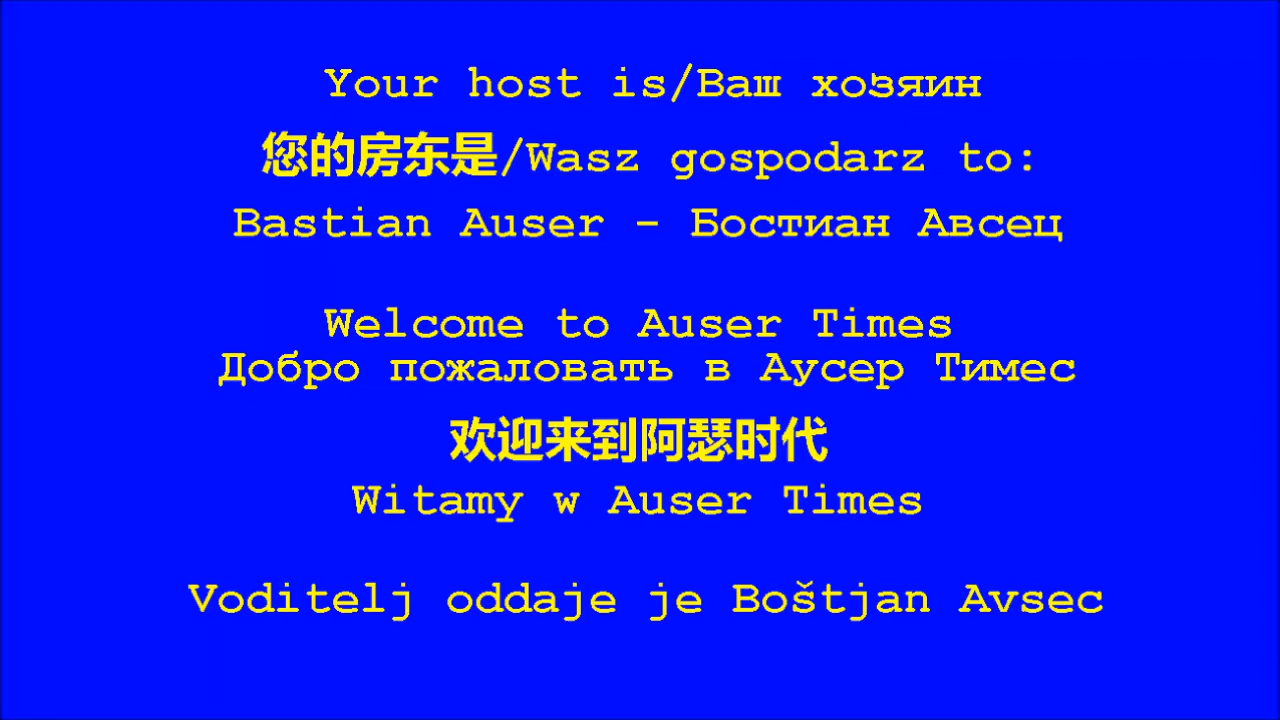 Your host is/Ваш хозяин
您的房东是/Wasz gospodarz to:
Bastian Auser - Бостиан Авсец
Welcome to Auser Times
Добро пожаловать в Аусер Тимес
欢迎来到阿瑟时代
Witamy w Auser Times
Voditelj oddaje je Boštjan Avsec